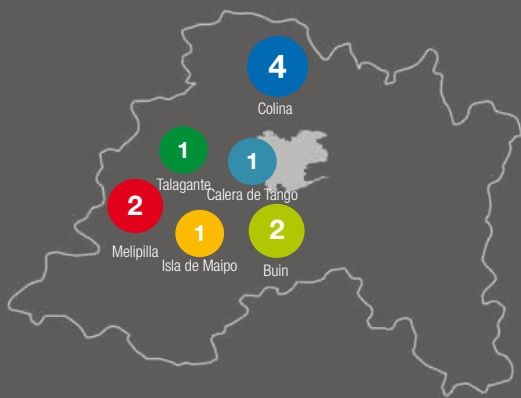 4
Colina
1
Talagante
1
Calera de Tango
2
Melipilla
1
Isla de Maipo
2
Buin